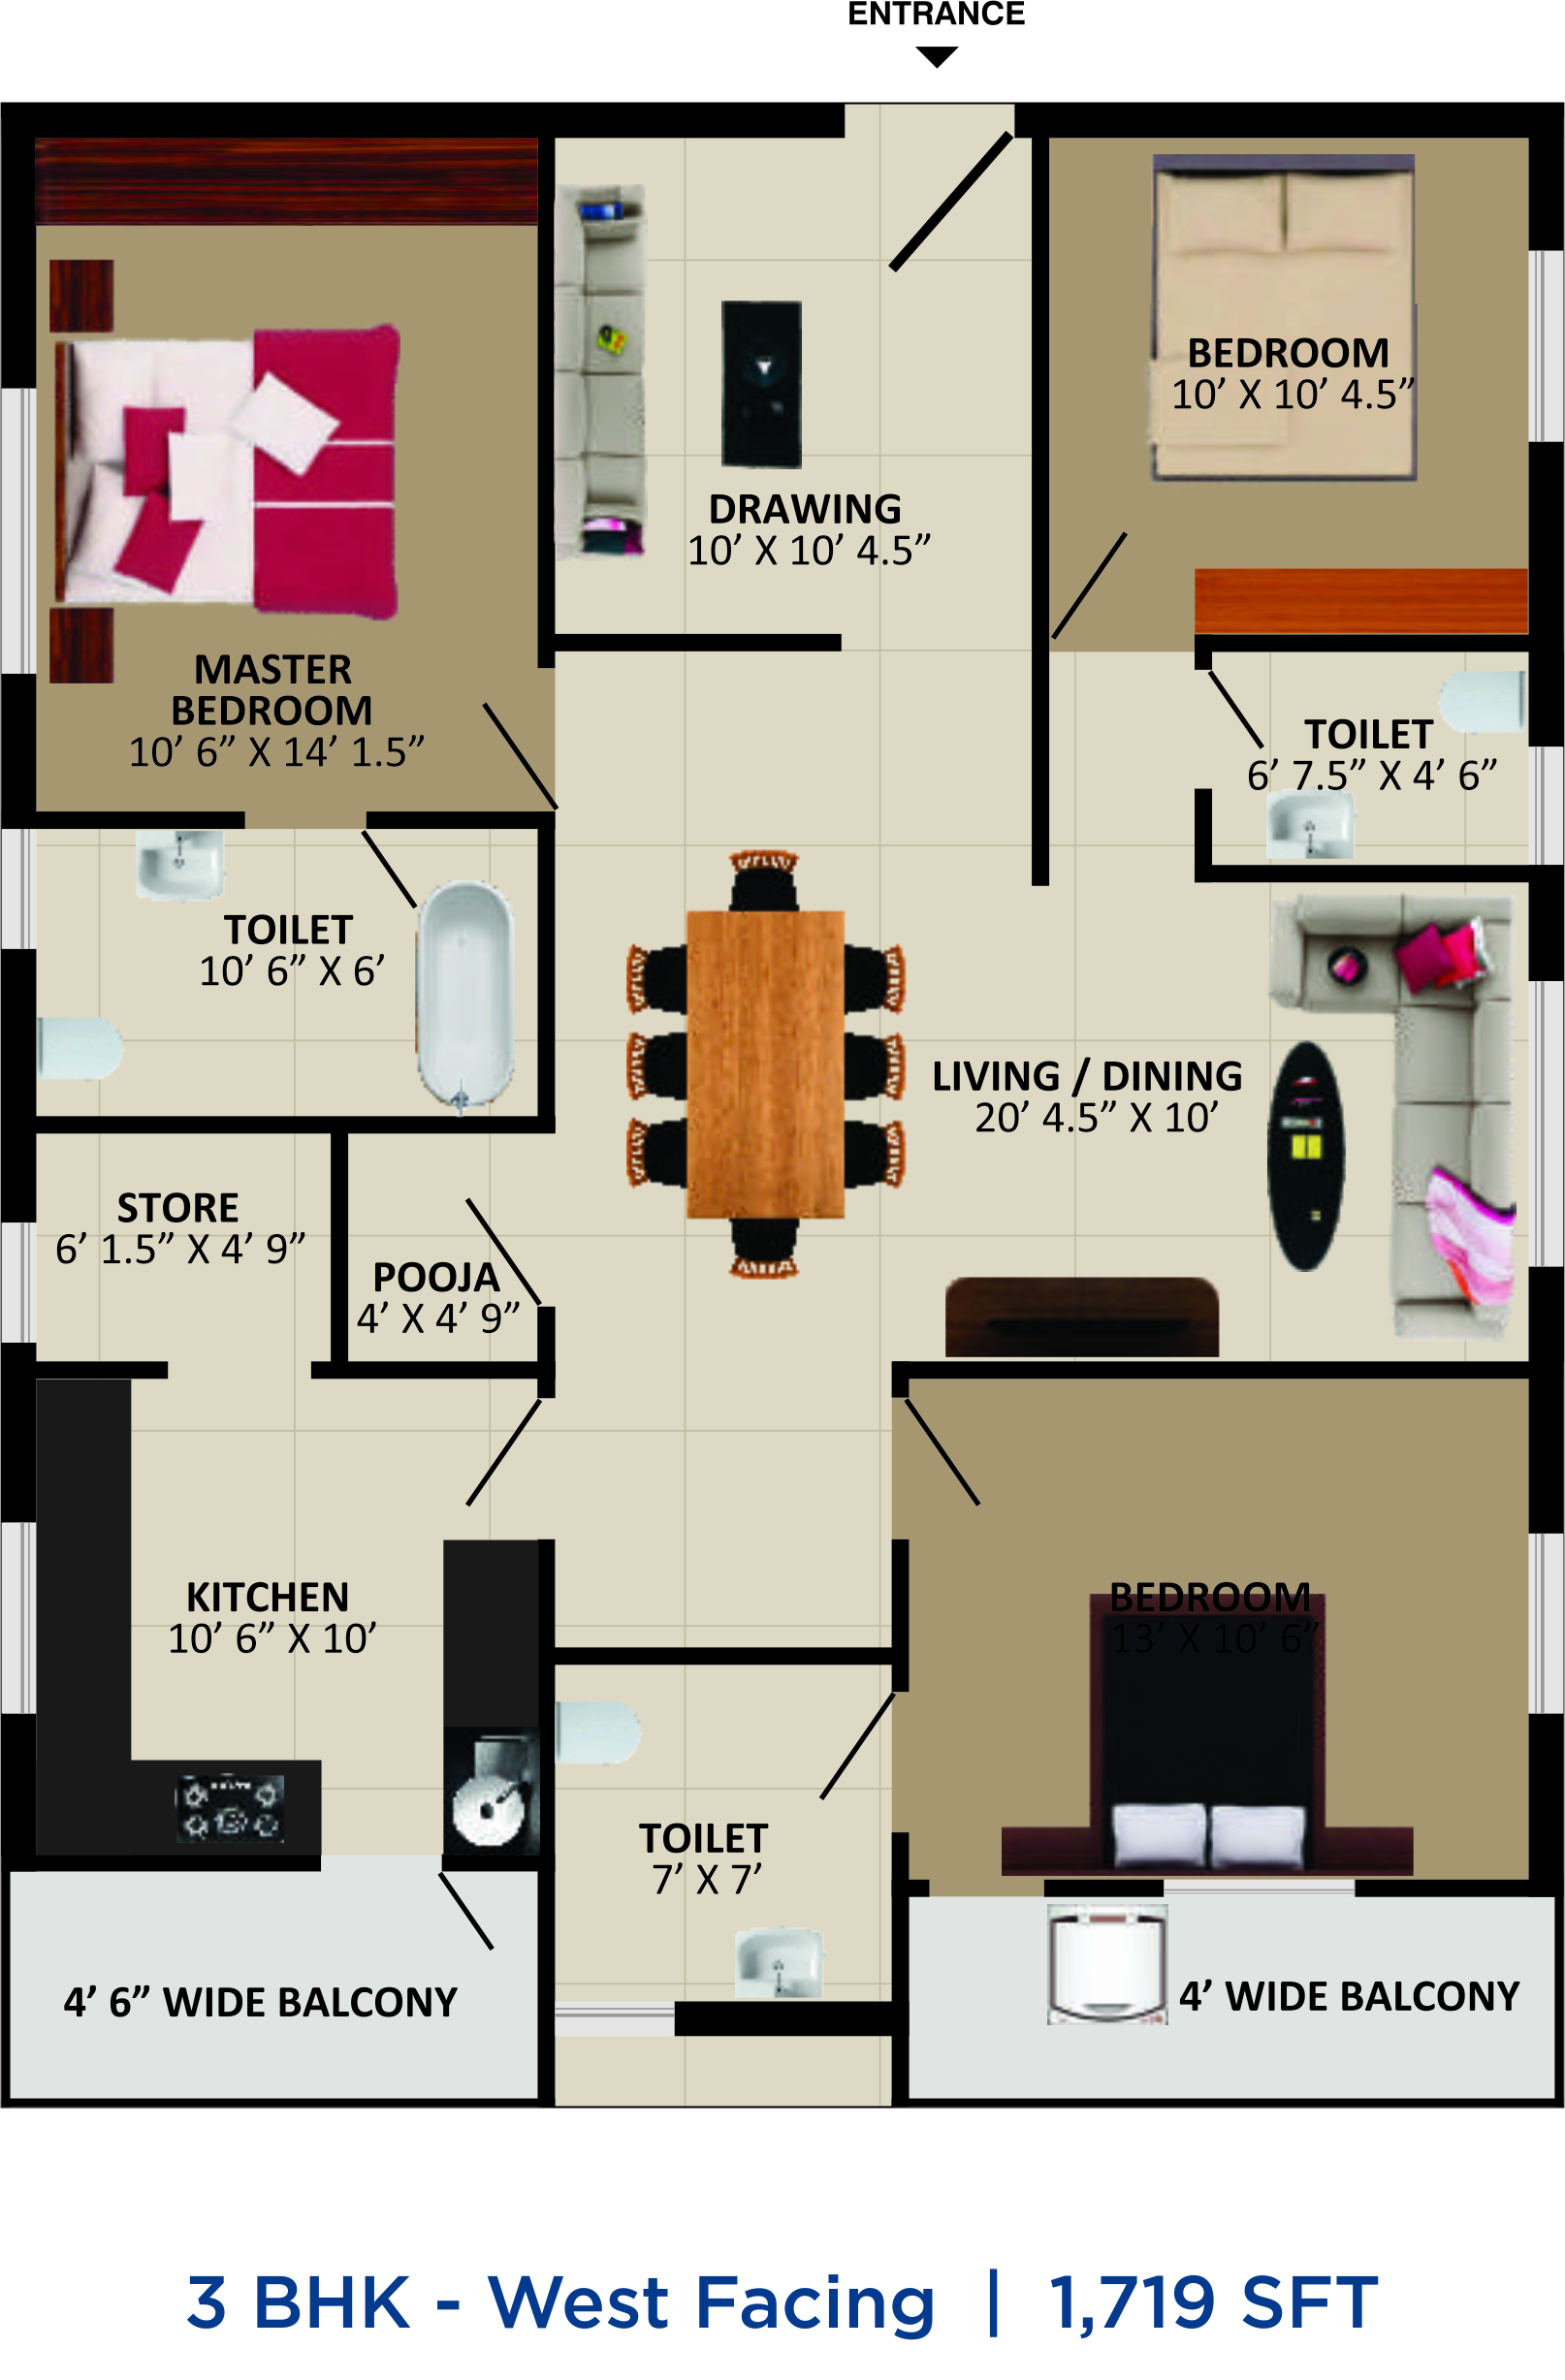 ENTRANCE
BEDROOM
10’ X 10’ 4.5”
DRAWING
10’ X 10’ 4.5”
MASTER
BEDROOM
10’ 6” X 14’ 1.5”
TOILET
6’ 7.5” X 4’ 6”
TOILET
10’ 6” X 6’
LIVING / DINING
20’ 4.5” X 10’
STORE
6’ 1.5” X 4’ 9”
POOJA
4’ X 4’ 9”
KITCHEN
10’ 6” X 10’
BEDROOM
13’ X 10’ 6”
TOILET
7’ X 7’
4’ 6” WIDE BALCONY
4’ WIDE BALCONY
3 BHK - West Facing | 1,719 SFT